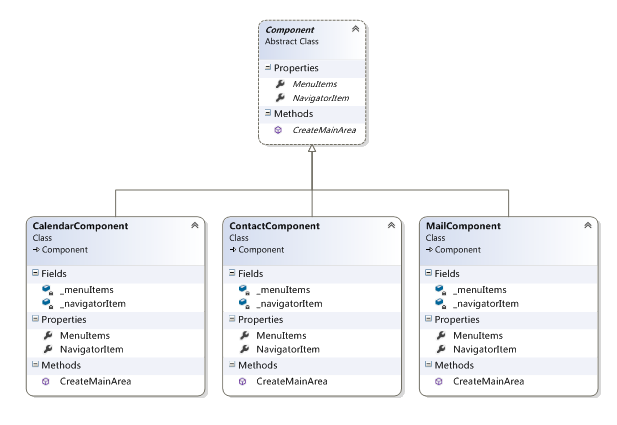 Component
Abstract Class
Properties
MenuItems
NavigatorItem
Methods
CreateMainArea
CalendarComponent
Class
Component
Fields
_menuItems
_navigatorItem
Properties
MenuItems
NavigatorItem
Methods
CreateMainArea
ContactComponent
Class
Component
Fields
_menuItems
_navigatorItem
Properties
MenuItems
NavigatorItem
Methods
CreateMainArea
MailComponent
Class
Component
Fields
_menuItems
_navigatorItem
Properties
MenuItems
NavigatorItem
Methods
CreateMainArea